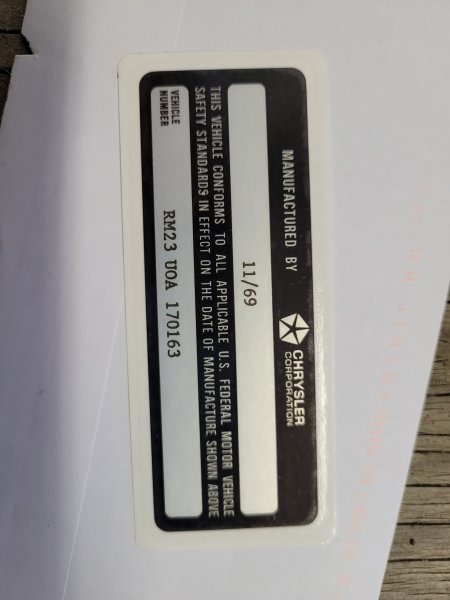 MANUFACTURED BY CHRYSLER CORPORATION
11/69
THIS VEHICLE CONFORMS TO ALL APPLICABLE U.S. FEDERAL MOTOR VEHICLE
SAFETY STANDARDS IN EFFECT ON THE DATE OF MANUFACTURE SHOWN ABOVE
VEHICLE
NUMBER
RM23 UOA 170163